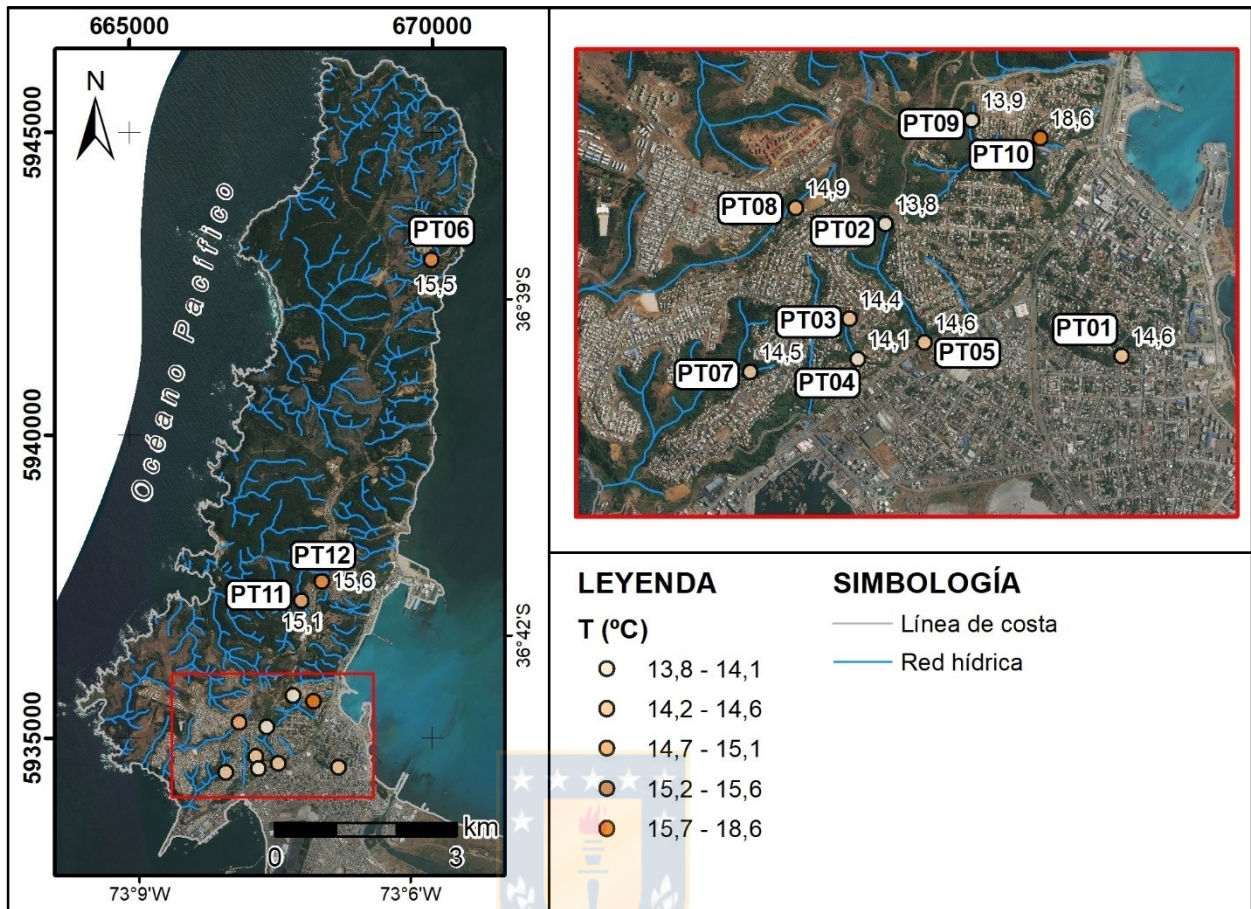 665000
670000
5945000
5940000
5935000
N
Océano Pacífico
PT06
15,5
36°39'S
PT12
15,6
PT11
15,1
36°42'S
km
0
3
73°9'W
73°6'W
PT09
13,9
PT10
18,6
PT08
14,9
PT02
13,8
PT03
14,4
PT04
14,1
PT05
14,6
PT01
14,6
PT07
14,5
LEYENDA
T (ºC)
13,8 - 14,1
14,2 - 14,6
14,7 - 15,1
15,2 - 15,6
15,7 - 18,6
SIMBOLOGÍA
Línea de costa
Red hídrica